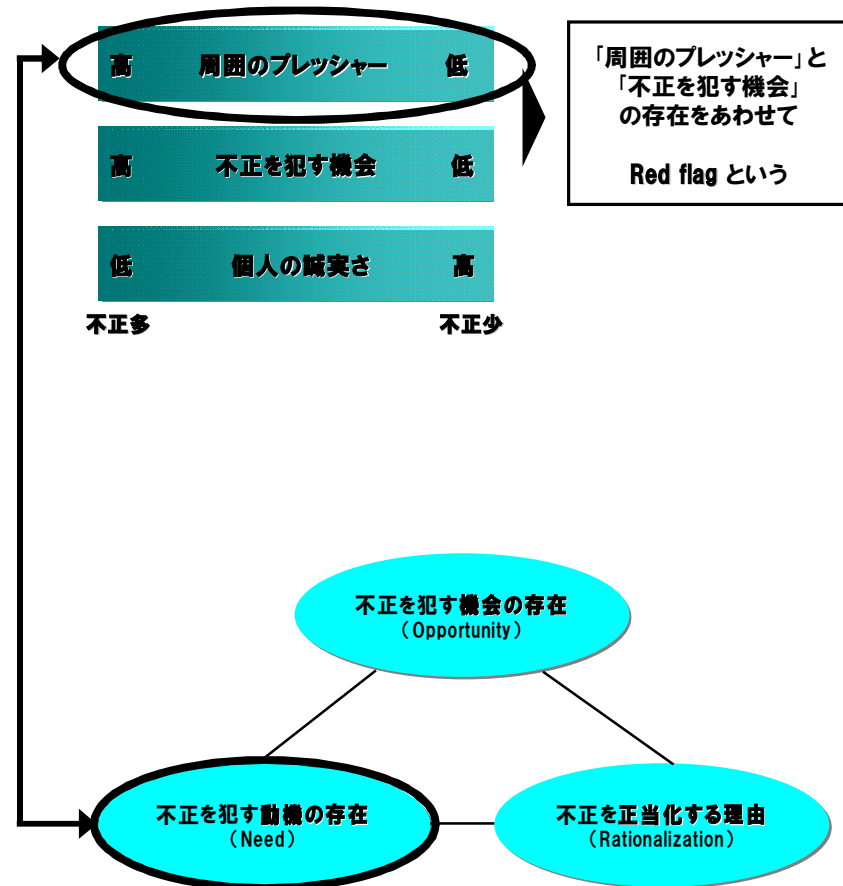 高 周囲のプレッシャー 低
高 不正を犯す機会 低
低 個人の誠実さ 高
不正多 不正少
「周囲のプレッシャー」と
「不正を犯す機会」
の存在をあわせて
Red flag という
不正を犯す機会の存在
（Opportunity）
不正を犯す動機の存在
（Need）
不正を正当化する理由
（Rationalization）